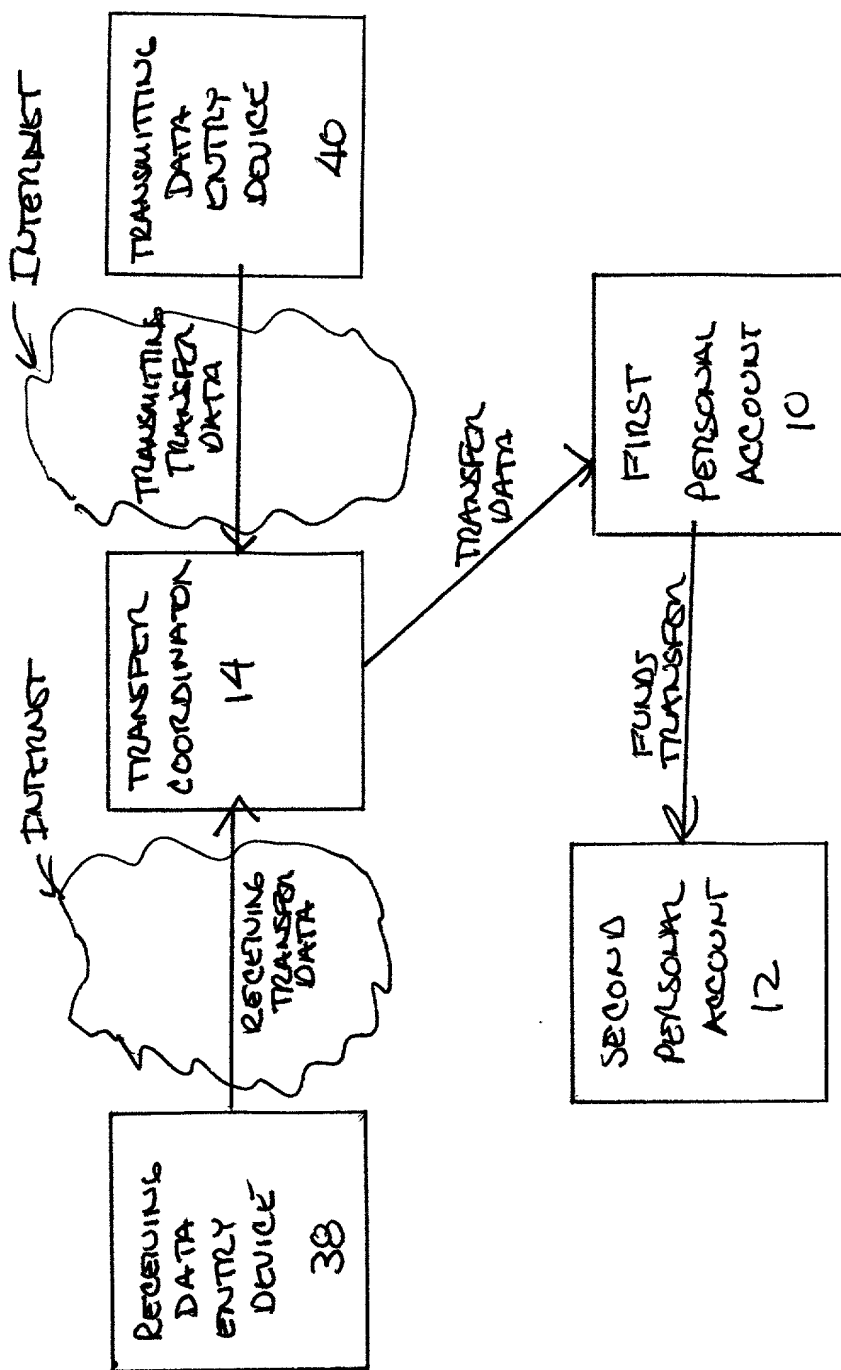 INTERNET
INTERNET
RECEIVING
DATA
ENTRY
DEVICE
38
RECEIVING
TRANSFER
DATA
TRANSFER
COORDINATOR
14
TRANSMITTING
TRANSFER
DATA
TRANSMITTING
DATA
ENTRY
DEVICE
40
TRANSFER
DATA
SECOND
PERSONAL
ACCOUNT
12
FUNDS
TRANSFER
FIRST
PERSONAL
ACCOUNT
10